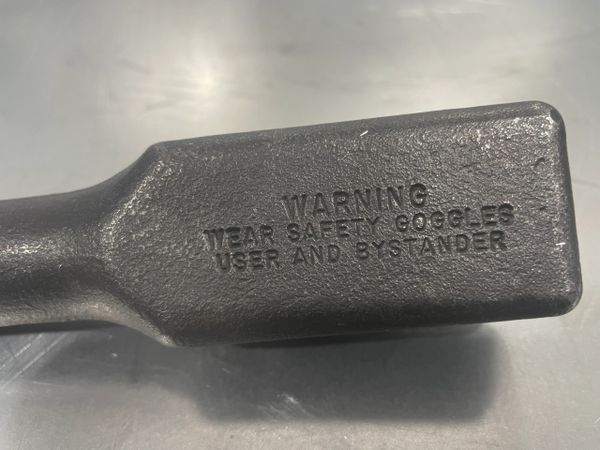 WARNING
WEAR SAFETY GOGGLES
USER AND BYSTANDER